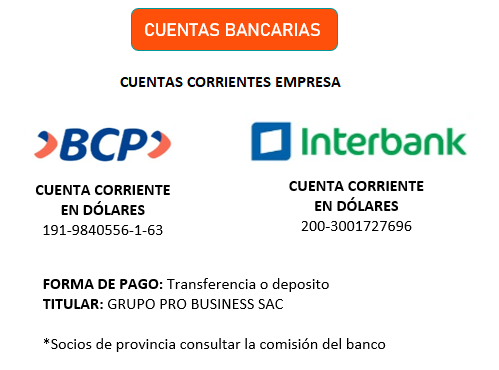 CUENTAS BANCARIAS
CUENTAS CORRIENTES EMPRESA
BCP
CUENTA CORRIENTE
EN DÓLARES
191-9840556-1-63
Interbank
CUENTA CORRIENTE
EN DÓLARES
200-3001727696
FORMA DE PAGO: Transferencia o deposito
TITULAR: GRUPO PRO BUSINESS SAC
*Socios de provincia consultar la comisión del banco